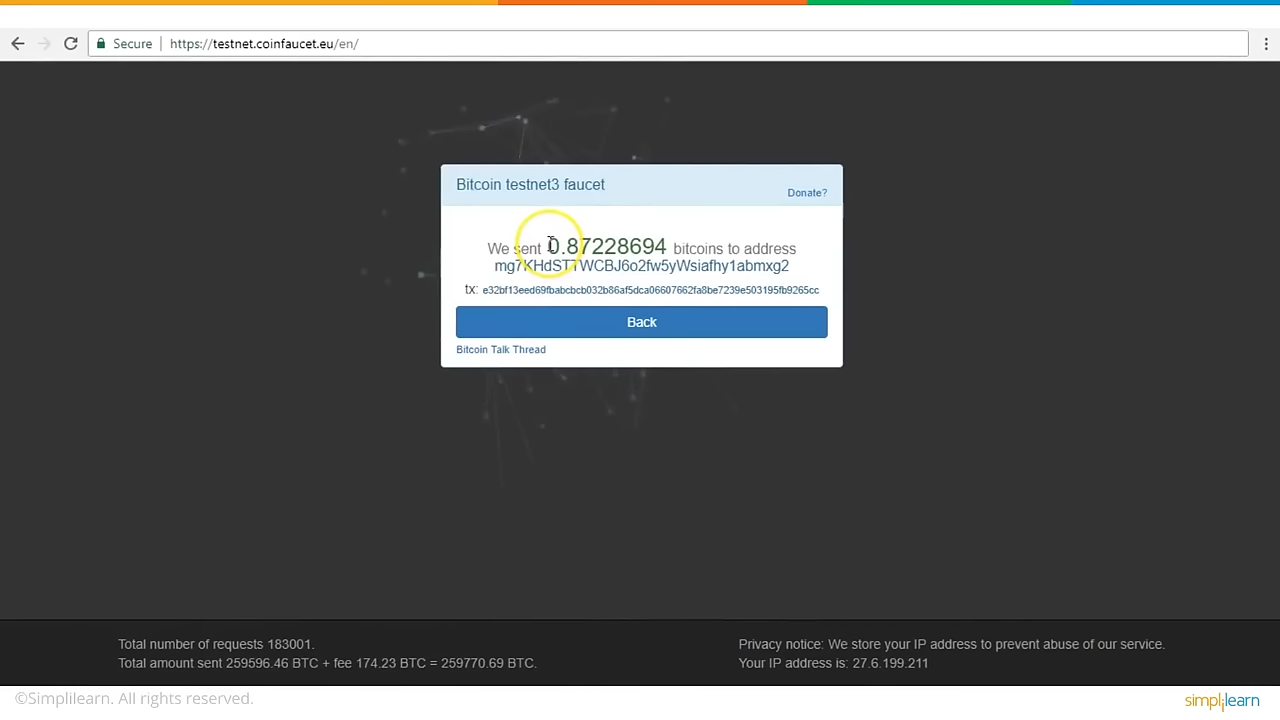 Secure https://testnet.coinfaucet.eu/en/
Bitcoin testnet3 faucet
Donate?
We sent 0.87228694 bitcoins to address
mg7KHdSTTWCBJ6o2fw5yWsiafhy1abmxg2
tx: e32bf13eed69fbabcbcb032b86af5dca06607662fa8be7239e503195fb9265cc
Back
Bitcoin Talk Thread
Total number of requests 183001.
Total amount sent 259596.46 BTC + fee 174.23 BTC = 259770.69 BTC.
Privacy notice: We store your IP address to prevent abuse of our service.
Your IP address is: 27.6.199.211
©Simplilearn. All rights reserved.
simplilearn